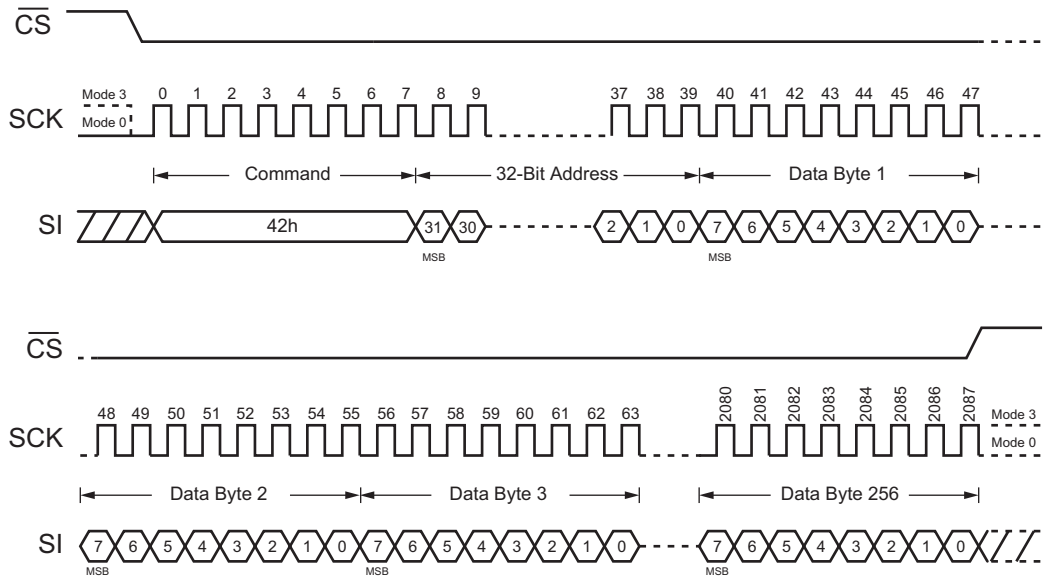 CS
Mode 3
Mode 0
SCK
0 1 2 3 4 5 6 7 8 9 37 38 39 40 41 42 43 44 45 46 47
Command 32-Bit Address Data Byte 1
SI
42h 31 30 2 1 0 7 6 5 4 3 2 1 0
MSB MSB
CS
SCK
48 49 50 51 52 53 54 55 56 57 58 59 60 61 62 63 2080 2081 2082 2083 2084 2085 2086 2087
Mode 3
Mode 0
Data Byte 2 Data Byte 3 Data Byte 256
SI
7 6 5 4 3 2 1 0 7 6 5 4 3 2 1 0 7 6 5 4 3 2 1 0
MSB MSB MSB